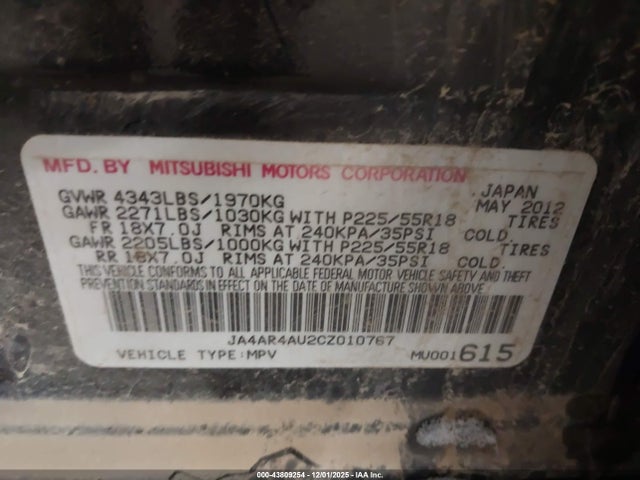 MFD. BY MITSUBISHI MOTORS CORPORATION
GVWR 4343LBS/1970KG JAPAN MAY 2012
GAWR 2271LBS/1030KG WITH P225/55R18 TIRES
FR 18X7.0J RIMS AT 240KPA/35PSI COLD
GAWR 2205LBS/1000KG WITH P225/55R18 TIRES
RR 18X7.0J RIMS AT 240KPA/35PSI COLD
THIS VEHICLE CONFORMS TO ALL APPLICABLE FEDERAL MOTOR VEHICLE SAFETY AND THEFT
PREVENTION STANDARDS IN EFFECT ON THE DATE OF MANUFACTURE SHOWN ABOVE.
JA4AR4AU2CZ010767
VEHICLE TYPE:MPV MU001615
000-43809254 - 12/01/2025 - IAAI.COM